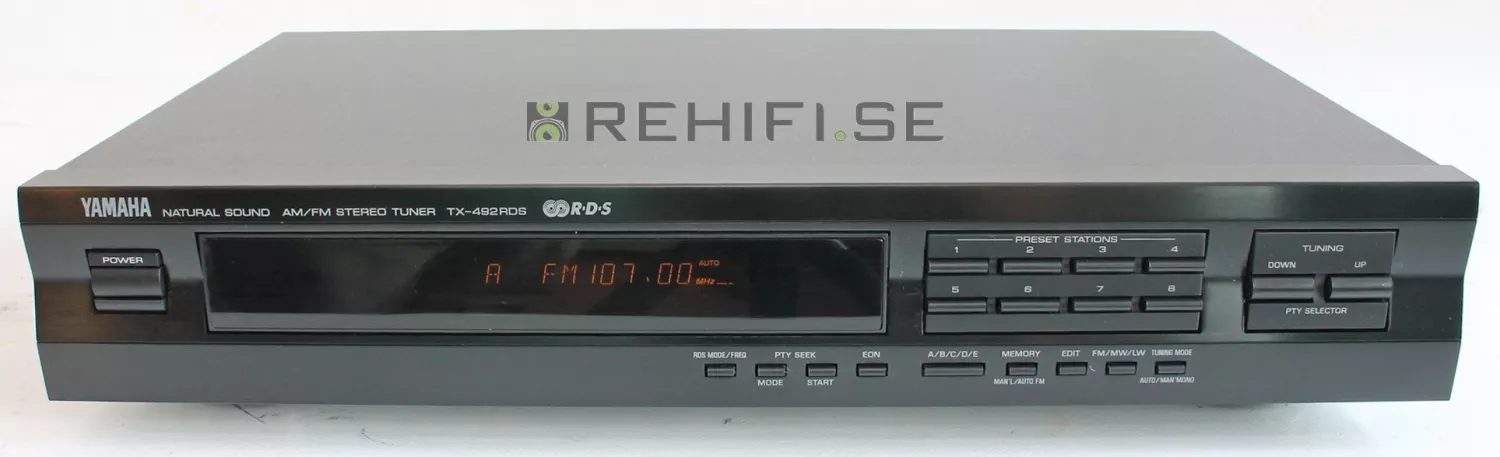 REHIFI.SE
YAMAHA NATURAL SOUND AM/FM STEREO TUNER TX-492RDS R·D·S
POWER
A FM107.00 AUTO MHz
PRESET STATIONS
1 2 3 4
5 6 7 8
TUNING
DOWN UP
PTY SELECTOR
RDS MODE/FREQ PTY SEEK EON A/B/C/D/E MEMORY EDIT FM/MW/LW TUNING MODE
MODE START MAN'L/AUTO FM AUTO/MAN'MONO